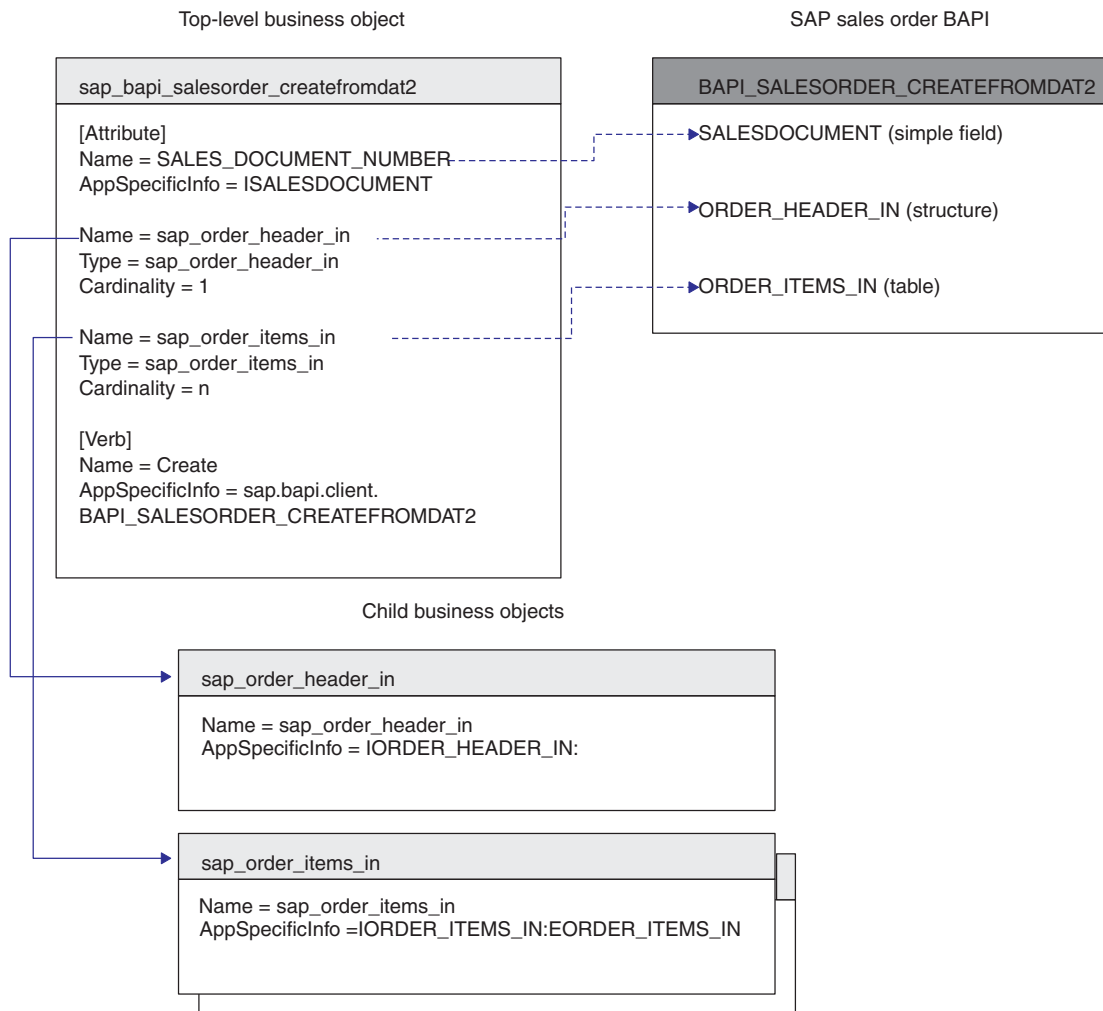 Top-level business object
SAP sales order BAPI
sap_bapi_salesorder_createfromdat2
[Attribute]
Name = SALES_DOCUMENT_NUMBER
AppSpecificInfo = ISALESDOCUMENT
Name = sap_order_header_in
Type = sap_order_header_in
Cardinality = 1
Name = sap_order_items_in
Type = sap_order_items_in
Cardinality = n
[Verb]
Name = Create
AppSpecificInfo = sap.bapi.client.
BAPI_SALESORDER_CREATEFROMDAT2
BAPI_SALESORDER_CREATEFROMDAT2
SALESDOCUMENT (simple field)
ORDER_HEADER_IN (structure)
ORDER_ITEMS_IN (table)
Child business objects
sap_order_header_in
Name = sap_order_header_in
AppSpecificInfo = IORDER_HEADER_IN:
sap_order_items_in
Name = sap_order_items_in
AppSpecificInfo =IORDER_ITEMS_IN:EORDER_ITEMS_IN